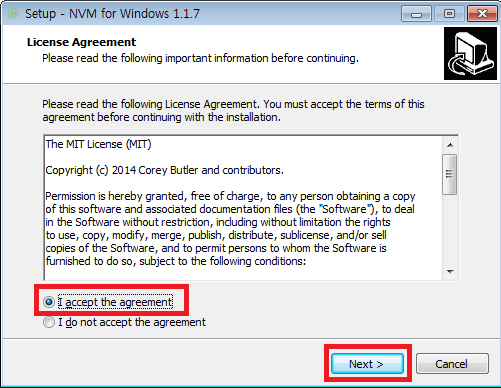 Setup - NVM for Windows 1.1.7
License Agreement
Please read the following important information before continuing.
Please read the following License Agreement. You must accept the terms of this
agreement before continuing with the installation.
The MIT License (MIT)
Copyright (c) 2014 Corey Butler and contributors.
Permission is hereby granted, free of charge, to any person obtaining a copy
of this software and associated documentation files (the "Software"), to deal
in the Software without restriction, including without limitation the rights
to use, copy, modify, merge, publish, distribute, sublicense, and/or sell
copies of the Software, and to permit persons to whom the Software is
furnished to do so, subject to the following conditions:
I accept the agreement
I do not accept the agreement
Next >
Cancel